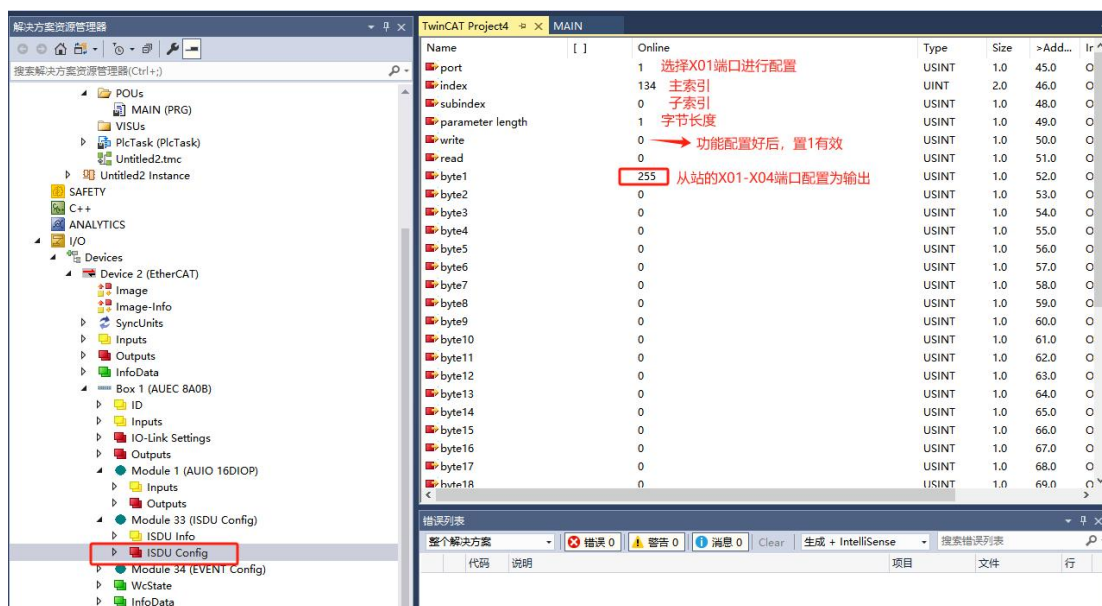 解决方案资源管理器
搜索解决方案资源管理器(Ctrl+;)
POUs
MAIN (PRG)
VISUs
PlcTask (PlcTask)
Untitled2.tmc
Untitled2 Instance
SAFETY
C++
ANALYTICS
I/O
Devices
Device 2 (EtherCAT)
Image
Image-Info
SyncUnits
Inputs
Outputs
InfoData
Box 1 (AUEC 8A0B)
ID
Inputs
IO-Link Settings
Outputs
Module 1 (AUIO 16DIOP)
Inputs
Outputs
Module 33 (ISDU Config)
ISDU Info
ISDU Config
Module 34 (EVENT Config)
WcState
InfoData
TwinCAT Project4 MAIN
Name [ ] Online Type Size >Add... Ir
port 1 选择X01端口进行配置 USINT 1.0 45.0 O
index 134 主索引 UINT 2.0 46.0 O
subindex 0 子索引 USINT 1.0 48.0 O
parameter length 1 字节长度 USINT 1.0 49.0 O
write 0 功能配置好后，置1有效 USINT 1.0 50.0 O
read 0 USINT 1.0 51.0 O
byte1 255 从站的X01-X04端口配置为输出 USINT 1.0 52.0 O
byte2 0 USINT 1.0 53.0 O
byte3 0 USINT 1.0 54.0 O
byte4 0 USINT 1.0 55.0 O
byte5 0 USINT 1.0 56.0 O
byte6 0 USINT 1.0 57.0 O
byte7 0 USINT 1.0 58.0 O
byte8 0 USINT 1.0 59.0 O
byte9 0 USINT 1.0 60.0 O
byte10 0 USINT 1.0 61.0 O
byte11 0 USINT 1.0 62.0 O
byte12 0 USINT 1.0 63.0 O
byte13 0 USINT 1.0 64.0 O
byte14 0 USINT 1.0 65.0 O
byte15 0 USINT 1.0 66.0 O
byte16 0 USINT 1.0 67.0 O
byte17 0 USINT 1.0 68.0 O
byte18 0 USINT 1.0 69.0 O
错误列表
整个解决方案 错误 0 警告 0 消息 0 Clear 生成 + IntelliSense 搜索错误列表
代码 说明 项目 文件 行